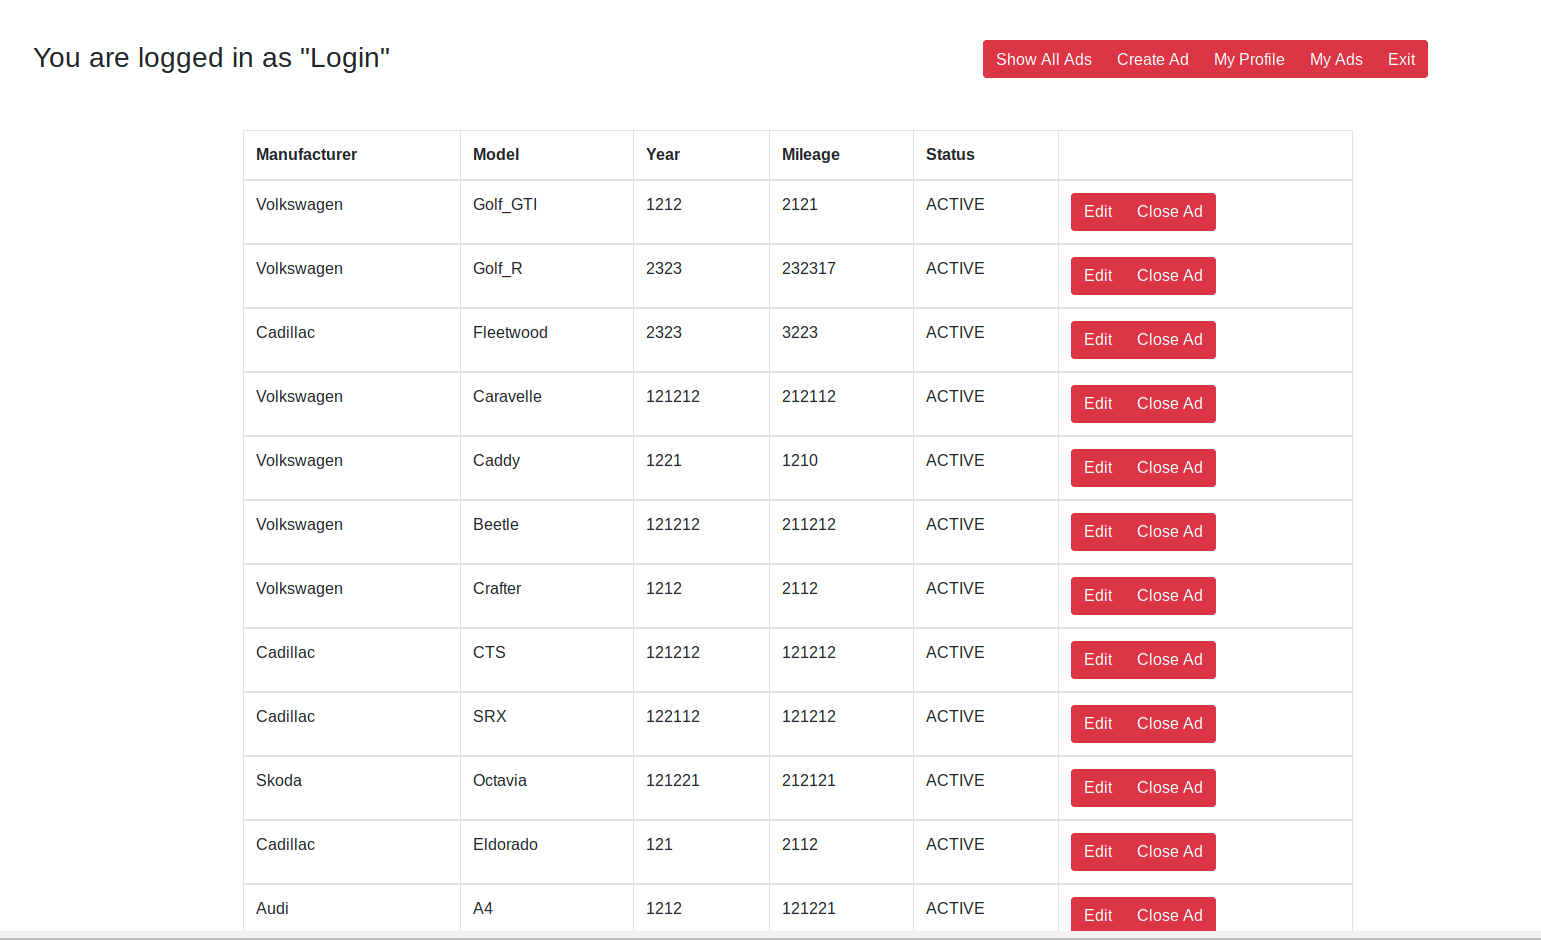 You are logged in as "Login"
Show All Ads Create Ad My Profile My Ads Exit
Manufacturer Model Year Mileage Status
Volkswagen Golf_GTI 1212 2121 ACTIVE Edit Close Ad
Volkswagen Golf_R 2323 232317 ACTIVE Edit Close Ad
Cadillac Fleetwood 2323 3223 ACTIVE Edit Close Ad
Volkswagen Caravelle 121212 212112 ACTIVE Edit Close Ad
Volkswagen Caddy 1221 1210 ACTIVE Edit Close Ad
Volkswagen Beetle 121212 211212 ACTIVE Edit Close Ad
Volkswagen Crafter 1212 2112 ACTIVE Edit Close Ad
Cadillac CTS 121212 121212 ACTIVE Edit Close Ad
Cadillac SRX 122112 121212 ACTIVE Edit Close Ad
Skoda Octavia 121221 212121 ACTIVE Edit Close Ad
Cadillac Eldorado 121 2112 ACTIVE Edit Close Ad
Audi A4 1212 121221 ACTIVE Edit Close Ad